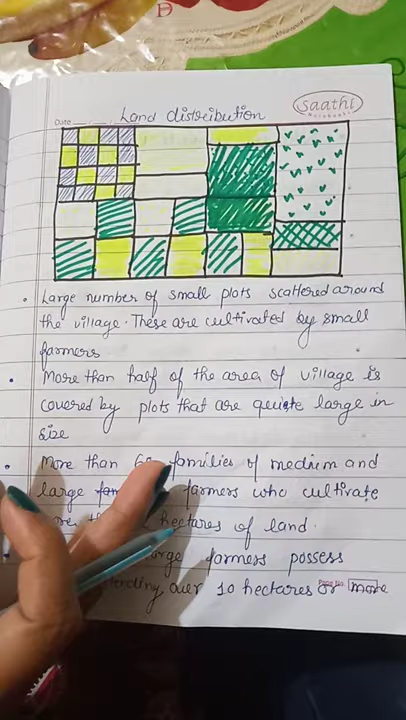 Date
Land distribution
Saathi
Large number of small plots scattered around
the village. These are cultivated by small
farmers
More than half of the area of village is
covered by plots that are quite large in
size
More than families of medium and
large farmers who cultivate
hectares of land.
farmers possess
over 10 hectares or more
Page No.